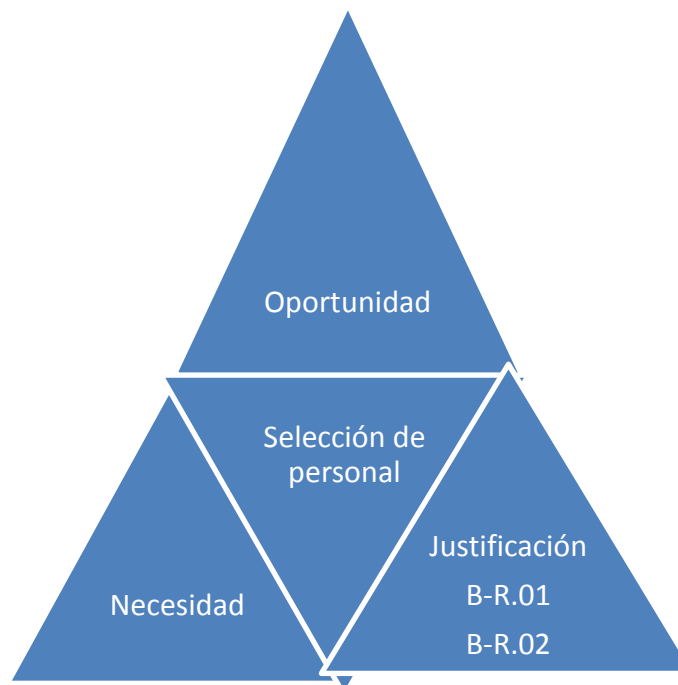 Oportunidad
Selección de
personal
Necesidad
Justificación
B-R.01
B-R.02